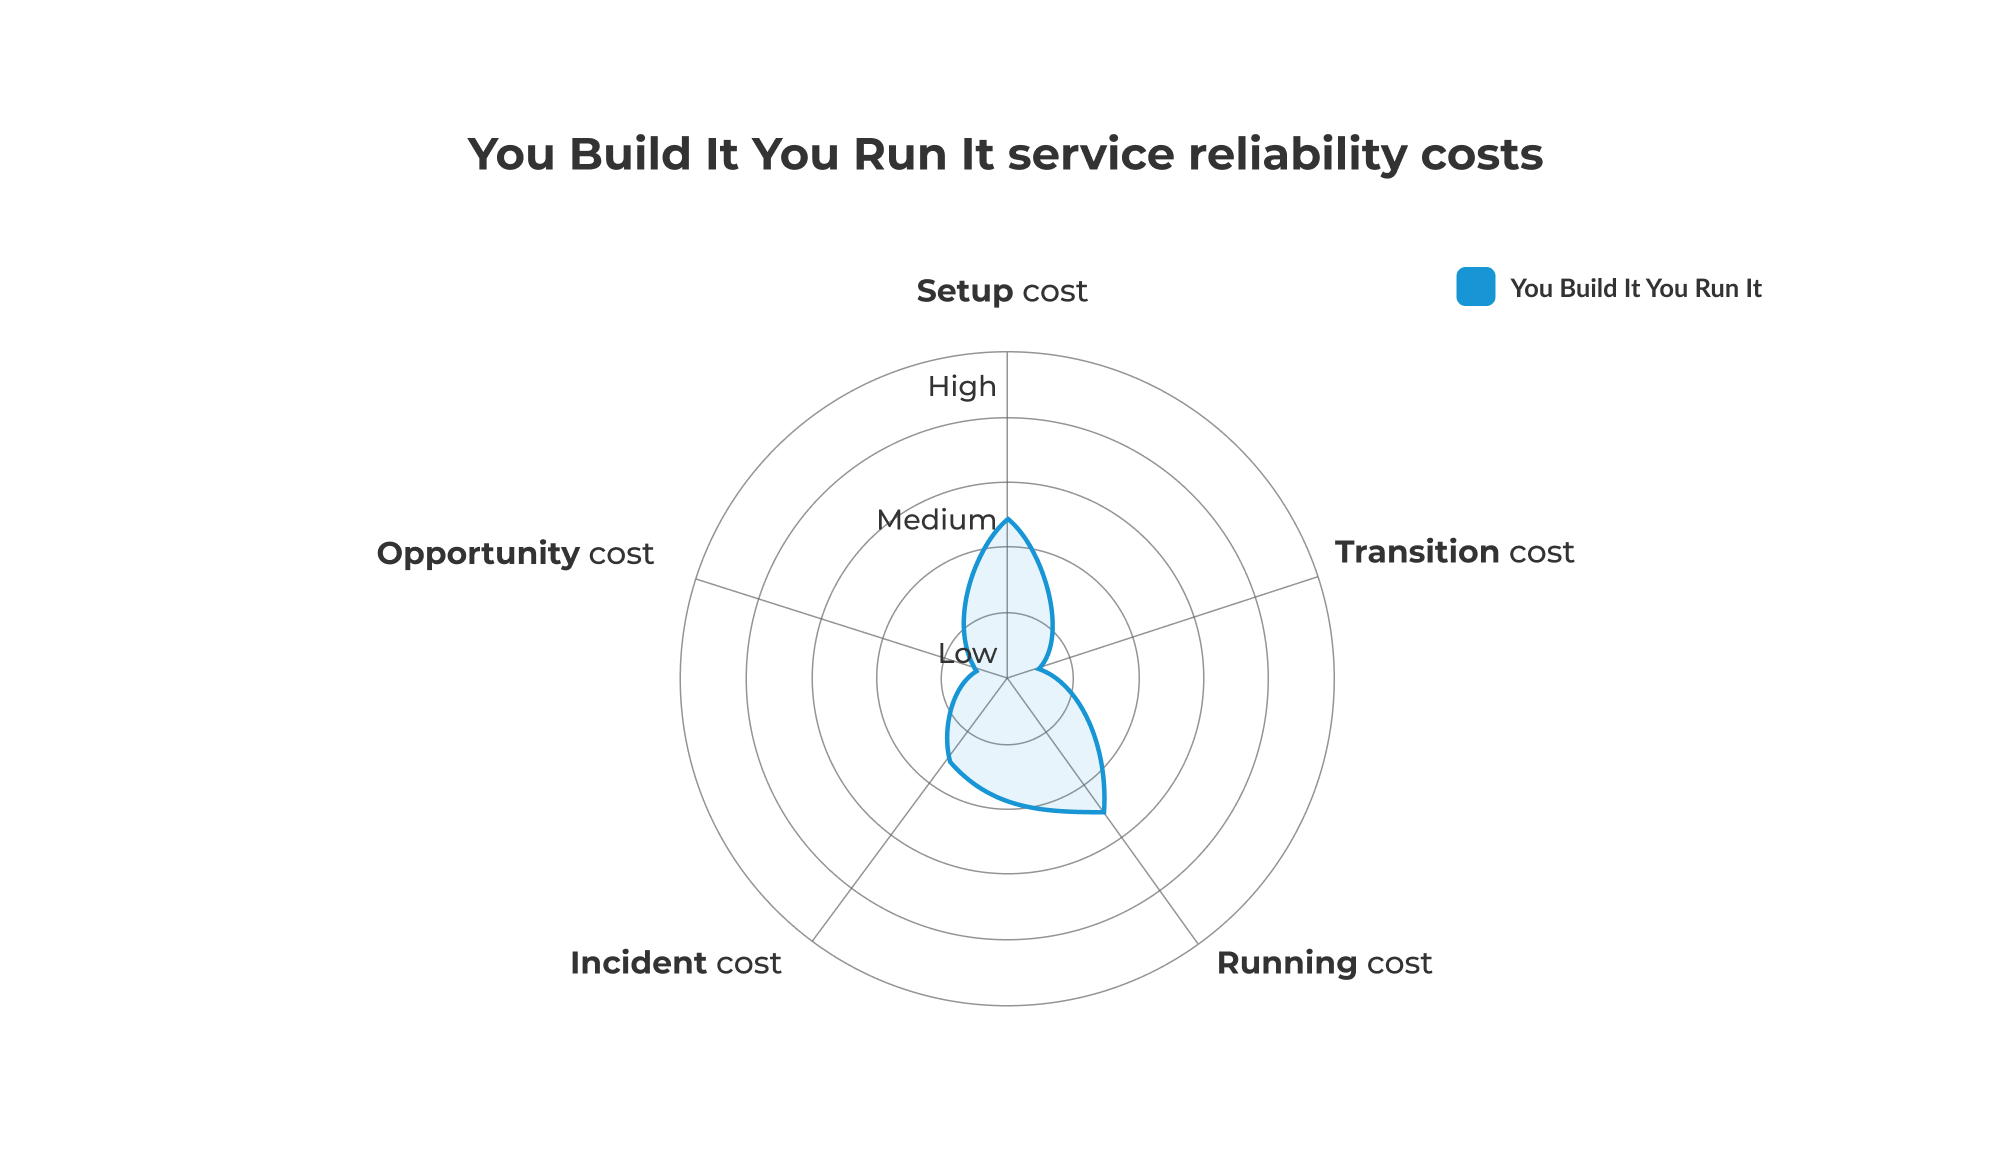 You Build It You Run It service reliability costs
Setup cost
You Build It You Run It
High
Medium
Opportunity cost
Transition cost
Low
Incident cost
Running cost